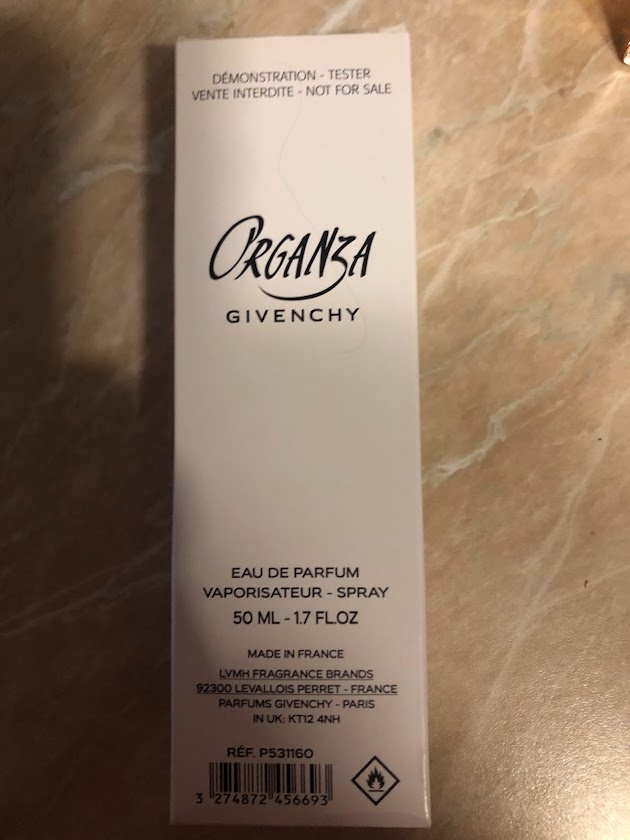 DÉMONSTRATION - TESTER
VENTE INTERDITE - NOT FOR SALE
ORGANZA
GIVENCHY
EAU DE PARFUM
VAPORISATEUR - SPRAY
50 ML - 1.7 FL.OZ
MADE IN FRANCE
LVMH FRAGRANCE BRANDS
92300 LEVALLOIS PERRET - FRANCE
PARFUMS GIVENCHY - PARIS
IN UK: KT12 4NH
RÉF. P531160
3 274872 456693